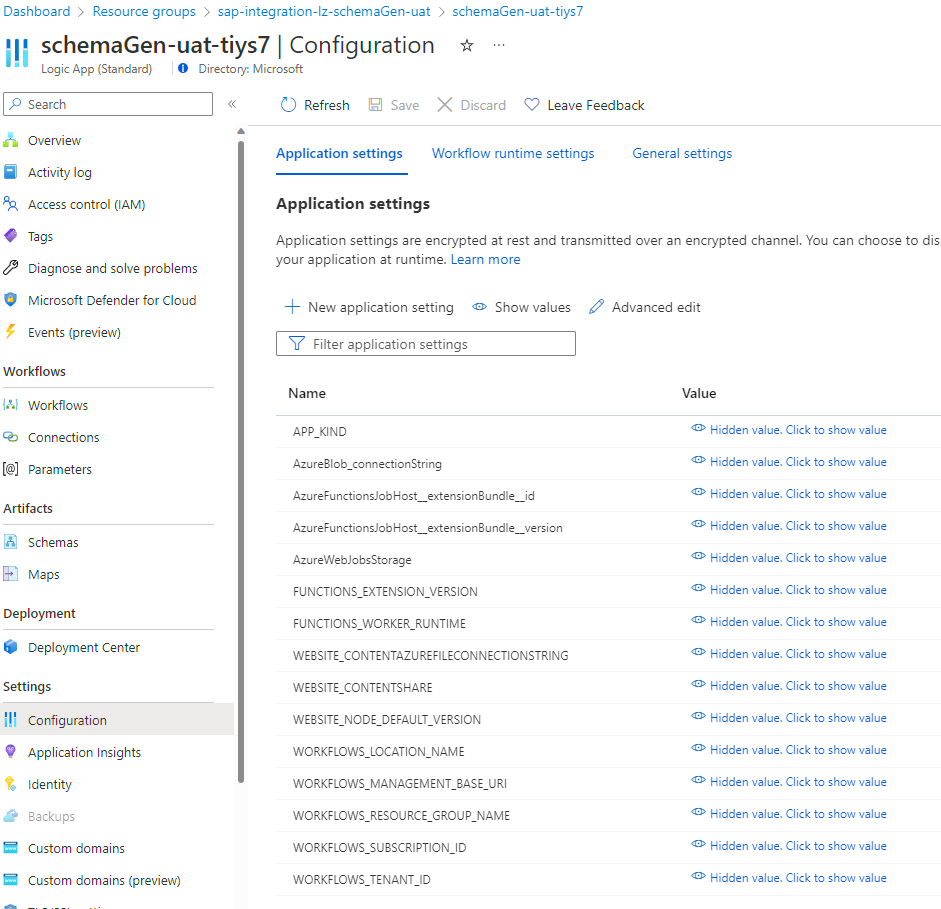 Dashboard > Resource groups > sap-integration-lz-schemaGen-uat > schemaGen-uat-tiys7
schemaGen-uat-tiys7 | Configuration
Logic App (Standard)
Directory: Microsoft
Search
Overview
Activity log
Access control (IAM)
Tags
Diagnose and solve problems
Microsoft Defender for Cloud
Events (preview)
Workflows
Workflows
Connections
Parameters
Artifacts
Schemas
Maps
Deployment
Deployment Center
Settings
Configuration
Application Insights
Identity
Backups
Custom domains
Custom domains (preview)
Refresh Save Discard Leave Feedback
Application settings Workflow runtime settings General settings
Application settings
Application settings are encrypted at rest and transmitted over an encrypted channel. You can choose to dis
your application at runtime. Learn more
New application setting Show values Advanced edit
Filter application settings
Name Value
APP_KIND Hidden value. Click to show value
AzureBlob_connectionString Hidden value. Click to show value
AzureFunctionsJobHost__extensionBundle__id Hidden value. Click to show value
AzureFunctionsJobHost__extensionBundle__version Hidden value. Click to show value
AzureWebJobsStorage Hidden value. Click to show value
FUNCTIONS_EXTENSION_VERSION Hidden value. Click to show value
FUNCTIONS_WORKER_RUNTIME Hidden value. Click to show value
WEBSITE_CONTENTAZUREFILECONNECTIONSTRING Hidden value. Click to show value
WEBSITE_CONTENTSHARE Hidden value. Click to show value
WEBSITE_NODE_DEFAULT_VERSION Hidden value. Click to show value
WORKFLOWS_LOCATION_NAME Hidden value. Click to show value
WORKFLOWS_MANAGEMENT_BASE_URI Hidden value. Click to show value
WORKFLOWS_RESOURCE_GROUP_NAME Hidden value. Click to show value
WORKFLOWS_SUBSCRIPTION_ID Hidden value. Click to show value
WORKFLOWS_TENANT_ID Hidden value. Click to show value